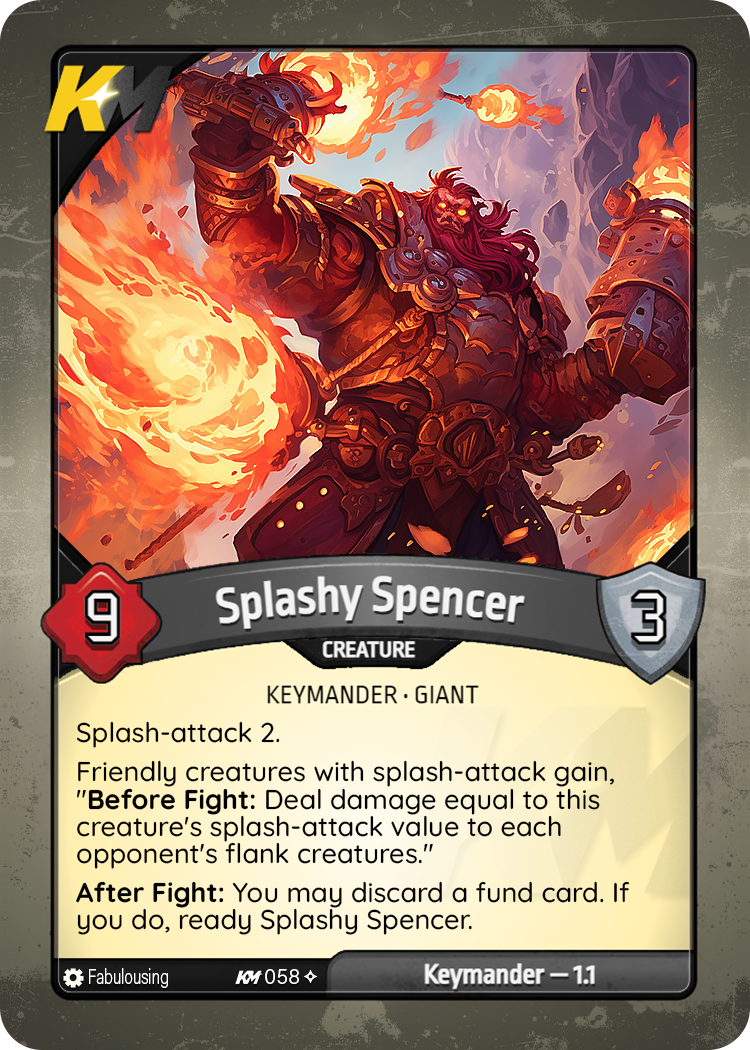 KM
9
Splashy Spencer
3
CREATURE
KEYMANDER · GIANT
Splash-attack 2.
Friendly creatures with splash-attack gain,
"Before Fight: Deal damage equal to this
creature's splash-attack value to each
opponent's flank creatures."
After Fight: You may discard a fund card. If
you do, ready Splashy Spencer.
Fabulousing
KM 058
Keymander — 1.1